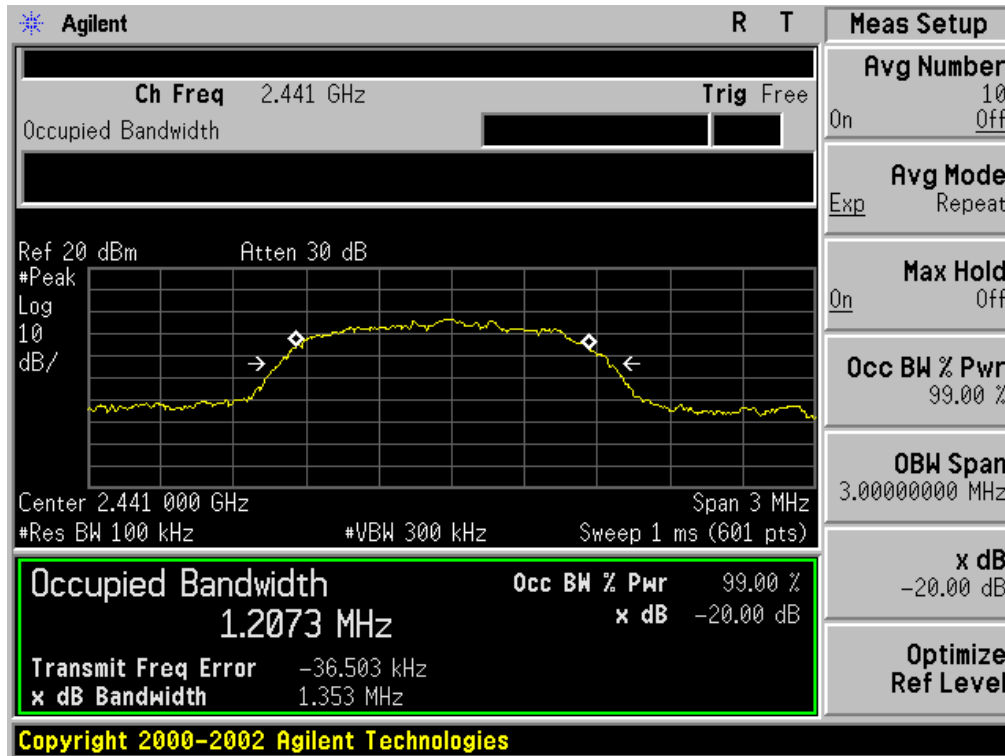 Agilent R T
Ch Freq 2.441 GHz Trig Free
Occupied Bandwidth
Ref 20 dBm Atten 30 dB
#Peak
Log
10
dB/
Center 2.441 000 GHz Span 3 MHz
#Res BW 100 kHz #VBW 300 kHz Sweep 1 ms (601 pts)
Occupied Bandwidth
1.2073 MHz
Occ BW % Pwr 99.00 %
x dB -20.00 dB
Transmit Freq Error -36.503 kHz
x dB Bandwidth 1.353 MHz
Copyright 2000-2002 Agilent Technologies
Meas Setup
Avg Number
10
On Off
Avg Mode
Exp Repeat
Max Hold
On Off
Occ BW % Pwr
99.00 %
OBW Span
3.00000000 MHz
x dB
-20.00 dB
Optimize
Ref Level